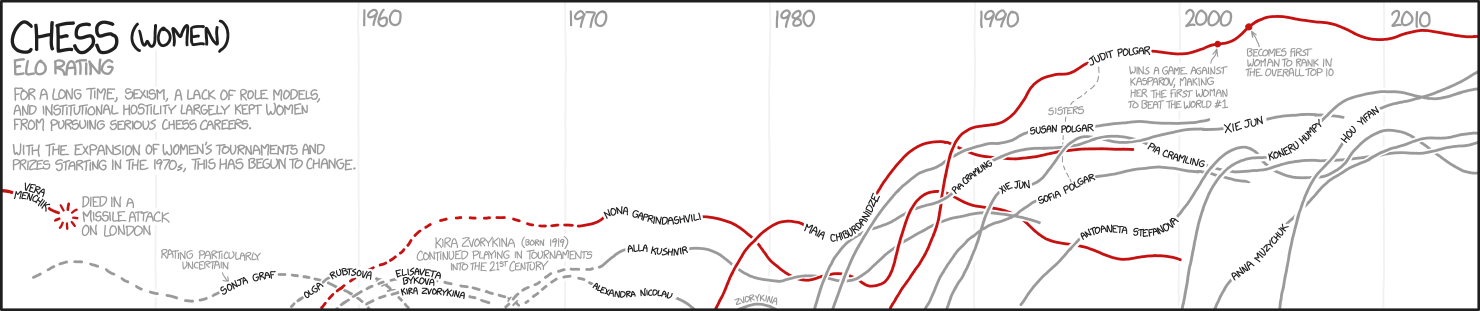 1960
1970
1980
1990
2000
2010
CHESS (WOMEN)
ELO RATING
FOR A LONG TIME, SEXISM, A LACK OF ROLE MODELS,
AND INSTITUTIONAL HOSTILITY LARGELY KEPT WOMEN
FROM PURSUING SERIOUS CHESS CAREERS.
WITH THE EXPANSION OF WOMEN'S TOURNAMENTS AND
PRIZES STARTING IN THE 1970s, THIS HAS BEGUN TO CHANGE.
VERA
MENCHIK
DIED IN A
MISSILE ATTACK
ON LONDON
RATING PARTICULARLY
UNCERTAIN
SONJA GRAF
OLGA RUBTSOVA
ELISAVETA
BYKOVA
KIRA ZVORYKINA
KIRA ZVORYKINA (BORN 1919)
CONTINUED PLAYING IN TOURNAMENTS
INTO THE 21ST CENTURY
NONA GAPRINDASHVILI
ALLA KUSHNIR
ALEXANDRA NICOLAU
ZVORYKINA
MAIA CHIBURDANIDZE
PIA CRAMLING
XIE JUN
SUSAN POLGAR
SISTERS
SOFIA POLGAR
JUDIT POLGAR
WINS A GAME AGAINST
KASPAROV, MAKING
HER THE FIRST WOMAN
TO BEAT THE WORLD #1
BECOMES FIRST
WOMAN TO RANK IN
THE OVERALL TOP 10
PIA CRAMLING
XIE JUN
ANTOANETA STEFANOVA
KONERU HUMPY
HOU YIFAN
ANNA MUZYCHUK